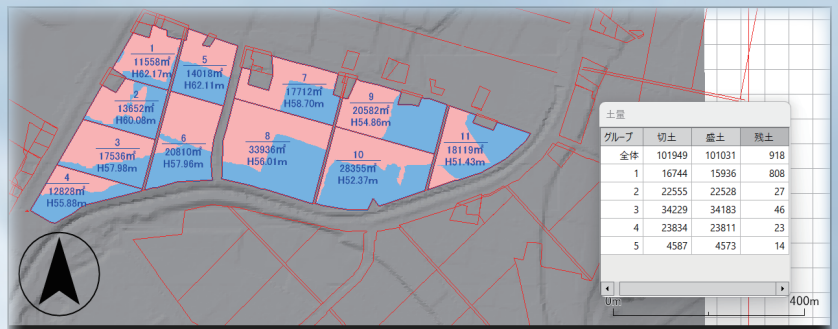 1
11558㎡
H62.17m
5
14018㎡
H62.11m
2
13652㎡
H60.08m
7
17712㎡
H58.70m
9
20582㎡
H54.86m
3
17536㎡
H57.98m
6
20810㎡
H57.96m
8
33936㎡
H56.01m
10
28355㎡
H52.37m
11
18119㎡
H51.43m
4
12828㎡
H55.88m
土量
グループ 切土 盛土 残土
全体 101949 101031 918
1 16744 15936 808
2 22555 22528 27
3 34229 34183 46
4 23834 23811 23
5 4587 4573 14
0m 400m